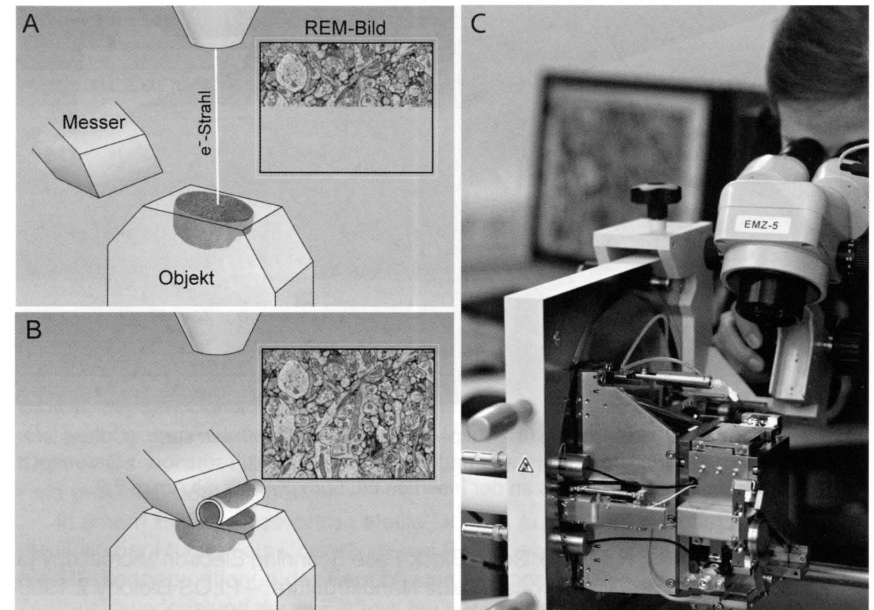 A
REM-Bild
Messer
e⁻-Strahl
Objekt
B
C
EMZ-5